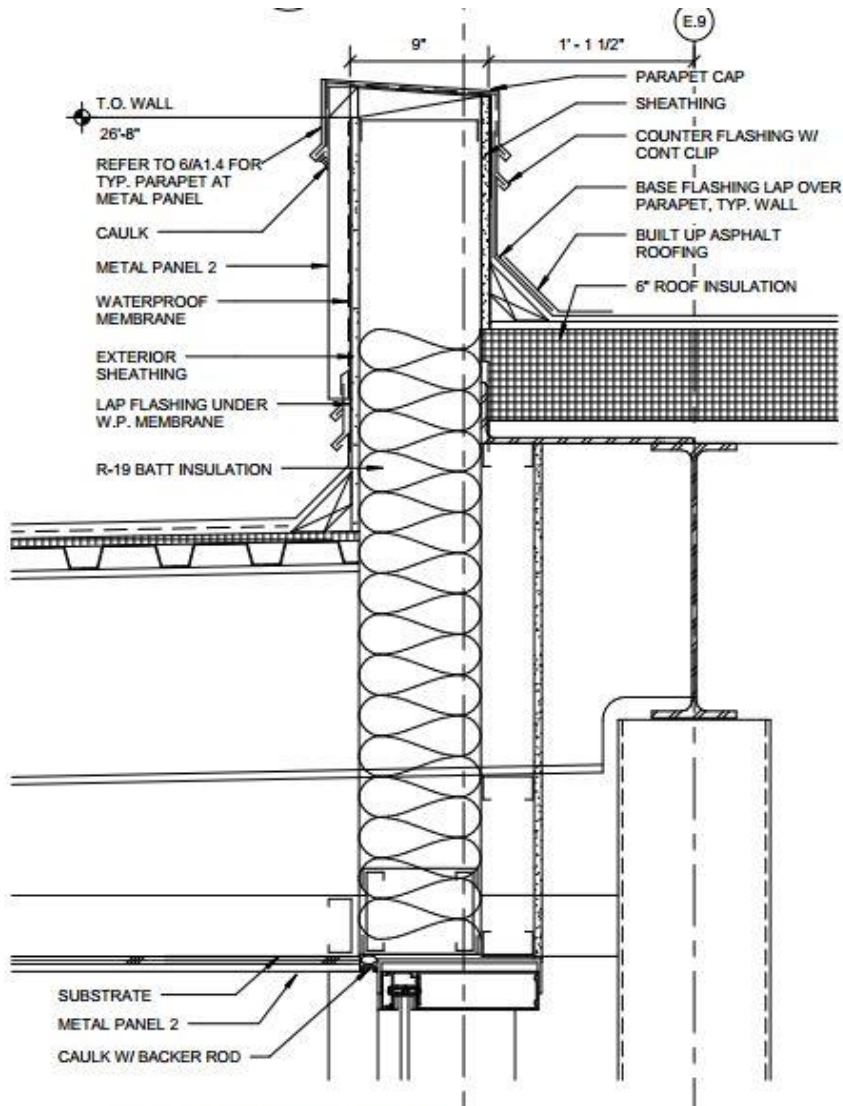 E.9
9"
1' - 1 1/2"
T.O. WALL
26'-8"
REFER TO 6/A1.4 FOR
TYP. PARAPET AT
METAL PANEL
CAULK
METAL PANEL 2
WATERPROOF
MEMBRANE
EXTERIOR
SHEATHING
LAP FLASHING UNDER
W.P. MEMBRANE
R-19 BATT INSULATION
PARAPET CAP
SHEATHING
COUNTER FLASHING W/
CONT CLIP
BASE FLASHING LAP OVER
PARAPET, TYP. WALL
BUILT UP ASPHALT
ROOFING
6" ROOF INSULATION
SUBSTRATE
METAL PANEL 2
CAULK W/ BACKER ROD